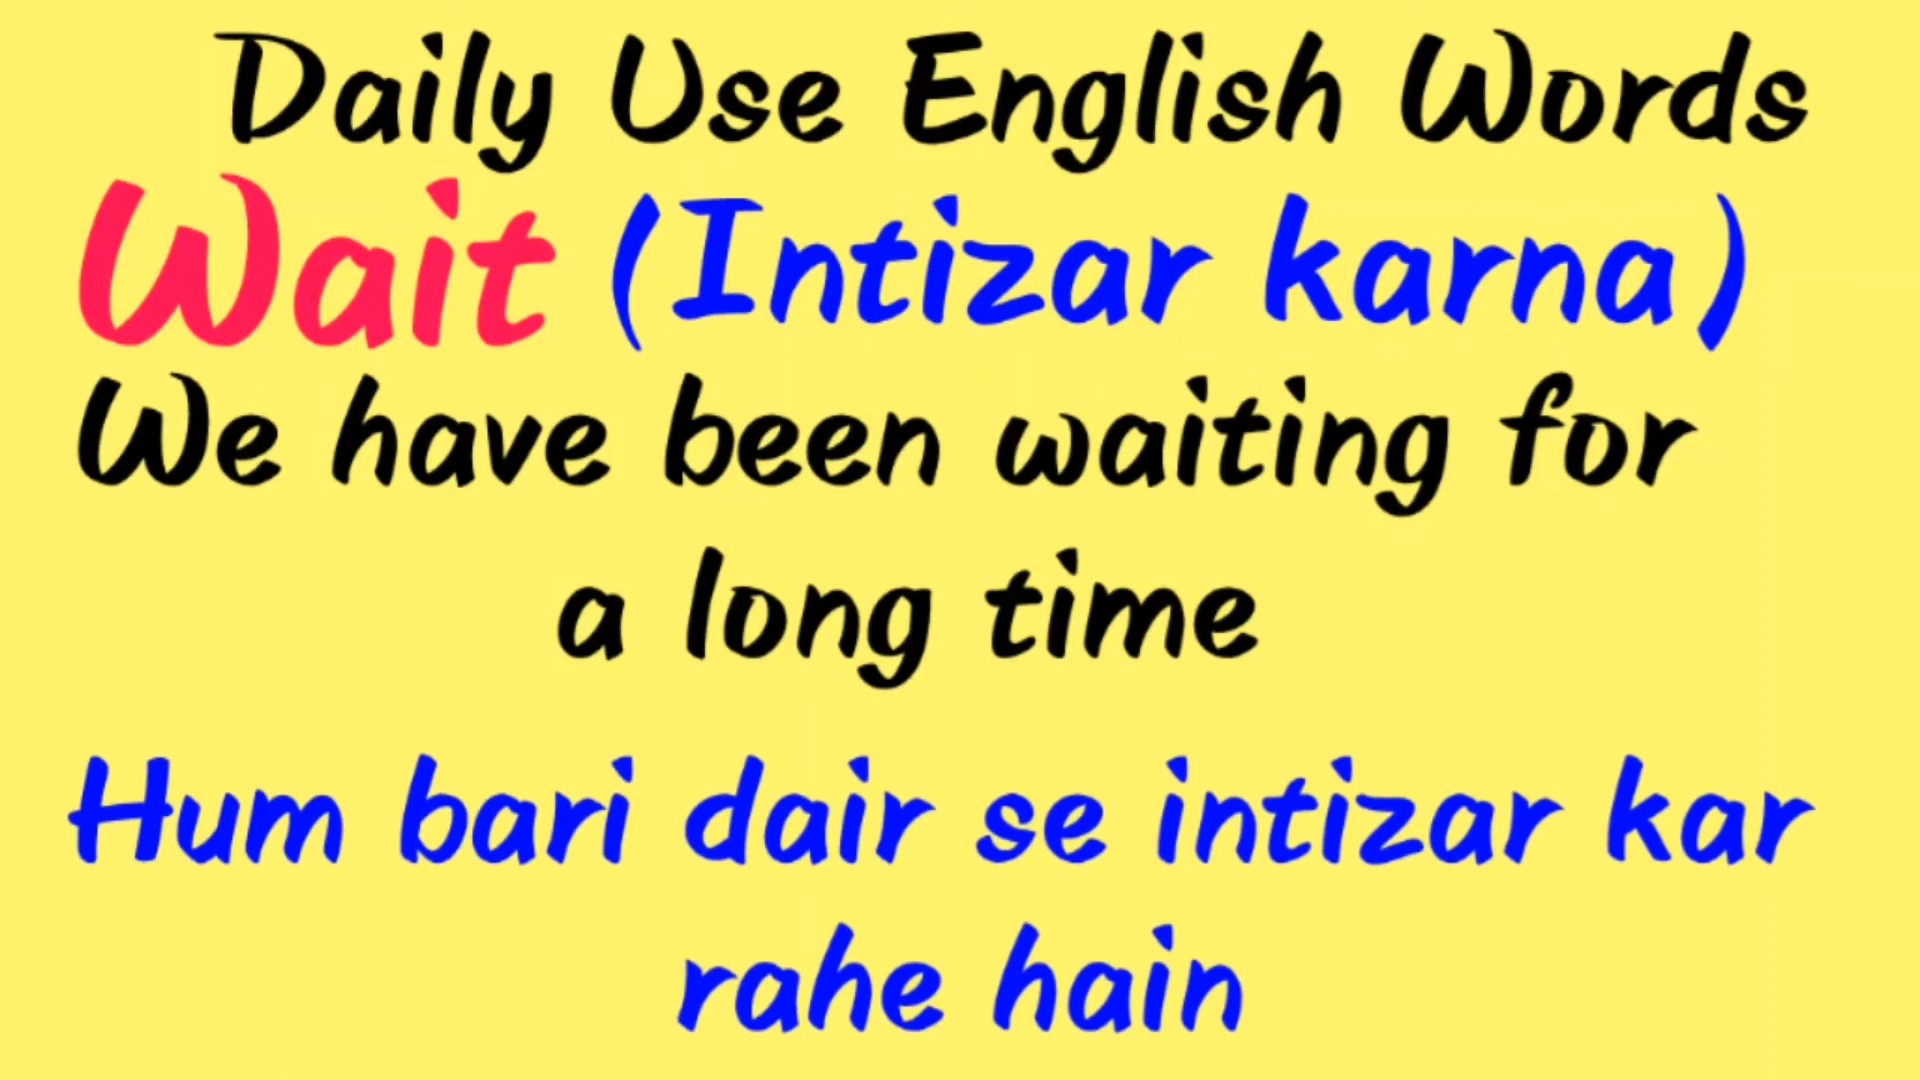 Daily Use English Words
Wait (Intizar karna)
We have been waiting for
a long time
Hum bari dair se intizar kar
rahe hain